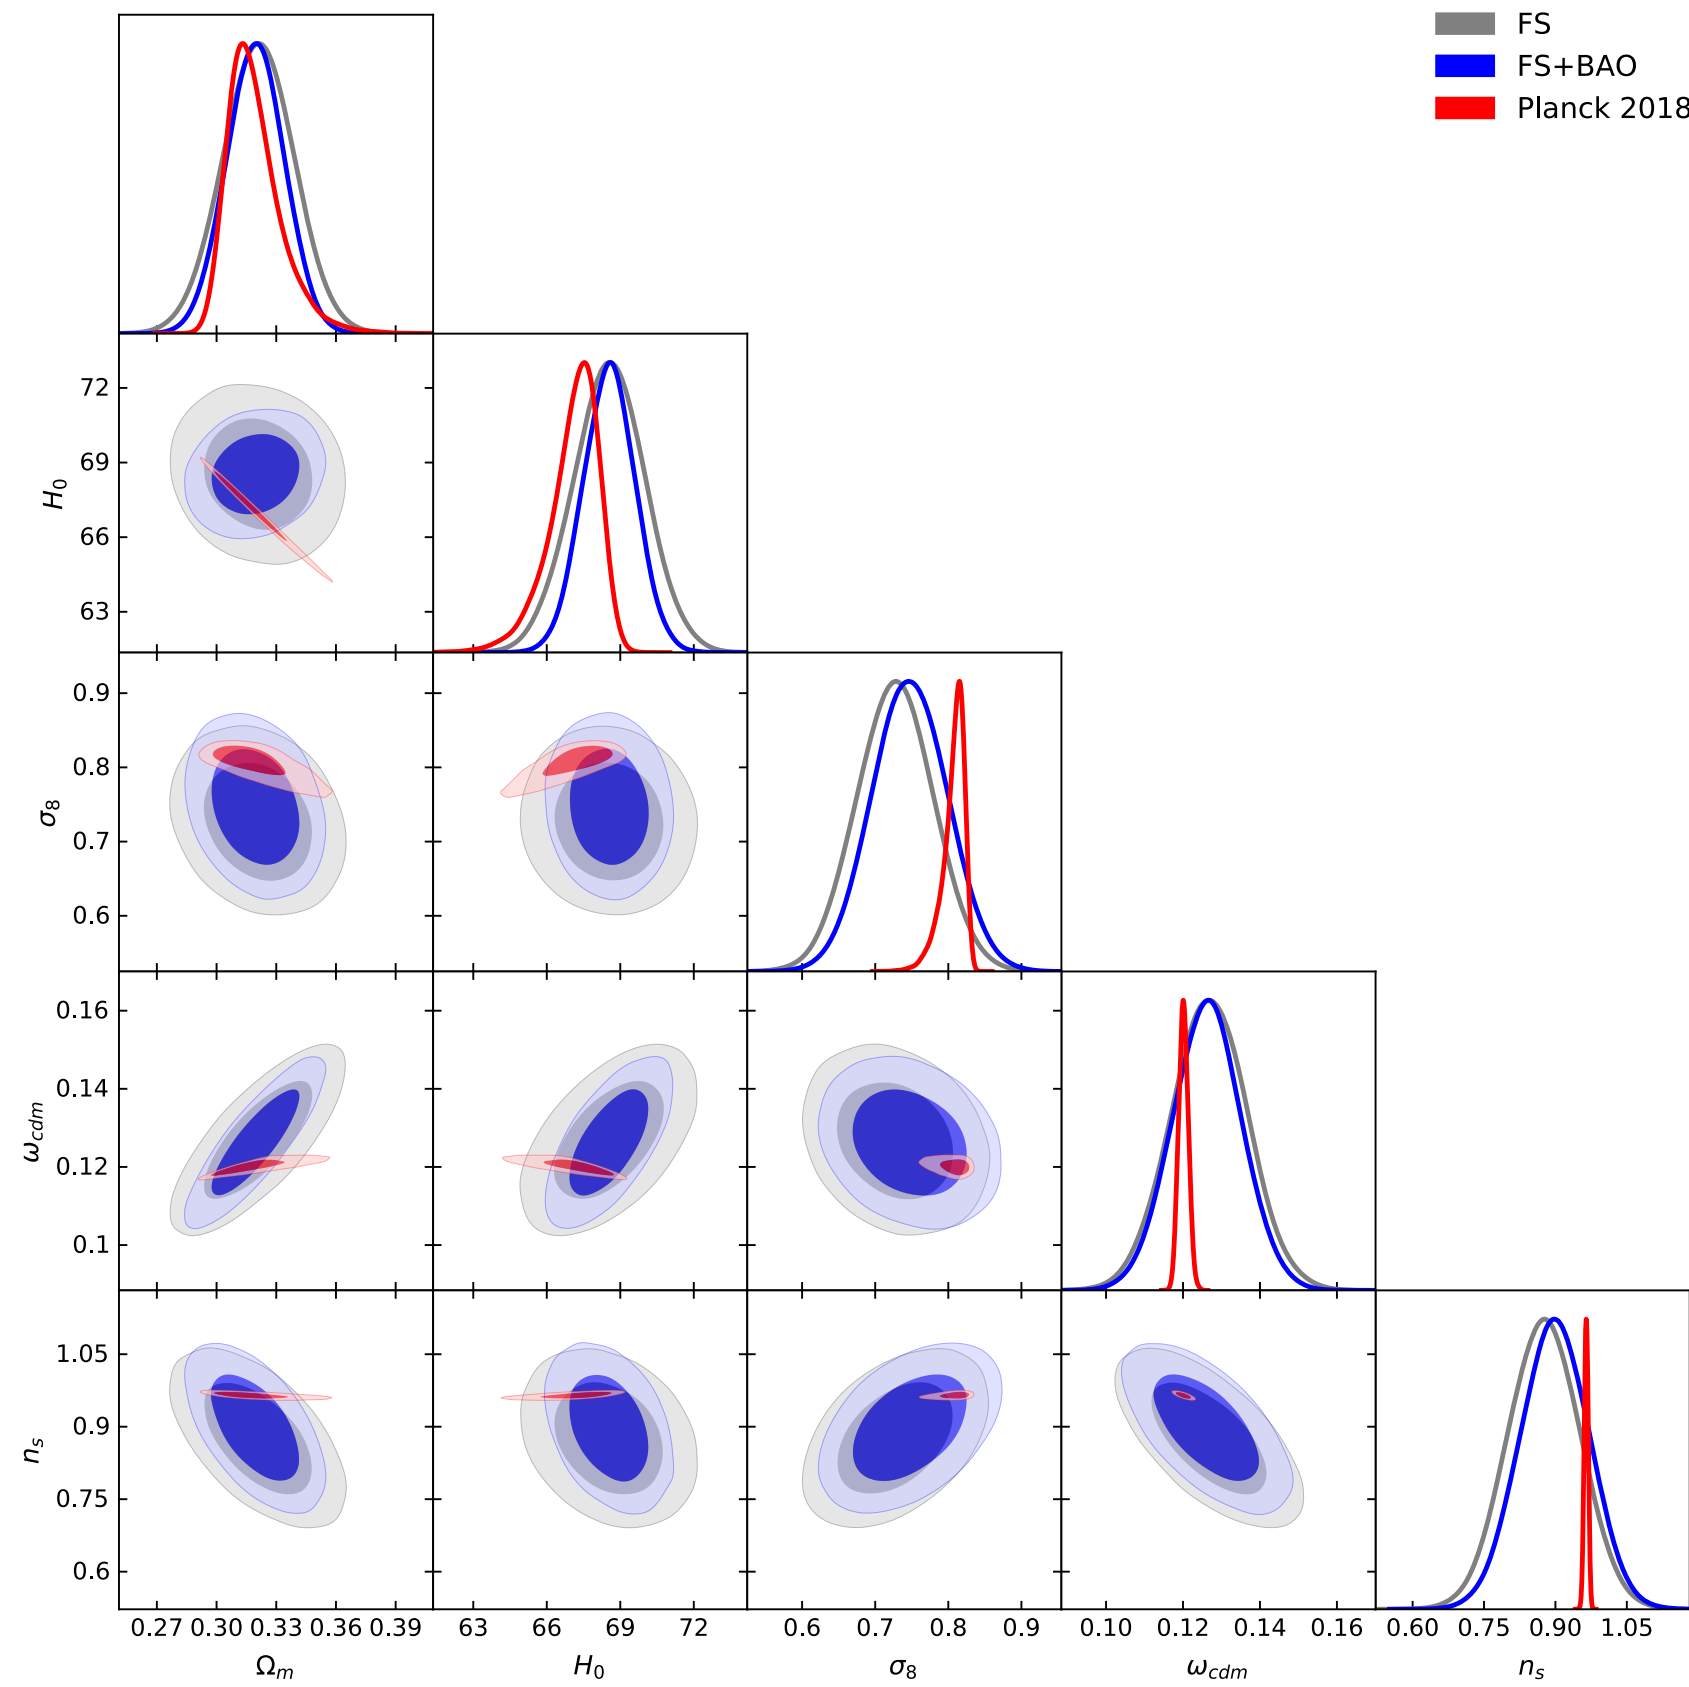 FS
FS+BAO
Planck 2018
72
69
66
63
H0
0.9
0.8
0.7
0.6
σ8
0.16
0.14
0.12
0.1
ωcdm
1.05
0.9
0.75
0.6
ns
0.27 0.30 0.33 0.36 0.39
63 66 69 72
0.6 0.7 0.8 0.9
0.10 0.12 0.14 0.16
0.60 0.75 0.90 1.05
Ωm
H0
σ8
ωcdm
ns